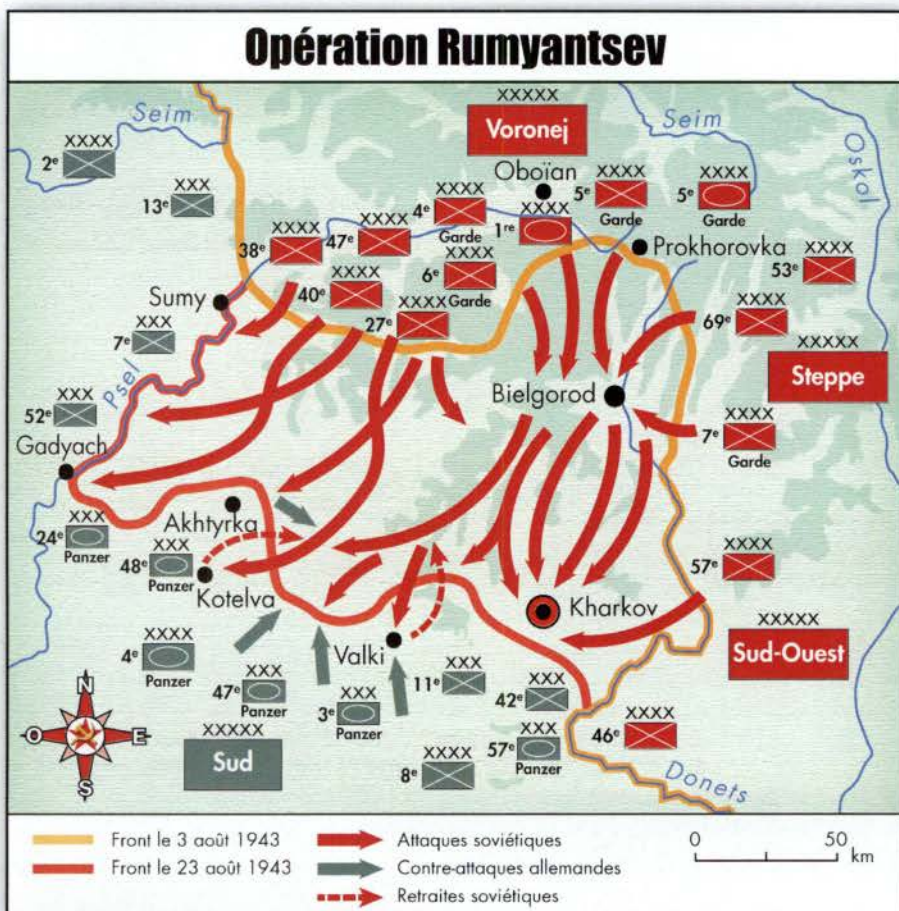 Opération Rumyantsev
Seim
XXXXX
Voronej
Seim
Oskol
XXXX
2e
XXX
13e
Oboïan
XXXX
4e
Garde
XXXX
1re
XXXX
5e
Garde
XXXX
5e
Garde
Prokhorovka
XXXX
38e
XXXX
47e
XXXX
6e
Garde
XXXX
53e
Sumy
XXXX
40e
XXXX
27e
XXXX
69e
XXX
7e
Psel
XXXXX
Steppe
Bielgorod
XXX
52e
Gadyach
XXXX
7e
Garde
Akhtyrka
XXX
24e
Panzer
XXX
48e
Panzer
Kotelva
XXXX
57e
Kharkov
XXXXX
Sud-Ouest
Valki
XXXX
4e
Panzer
XXX
47e
Panzer
XXX
3e
Panzer
XXX
11e
XXX
42e
XXXX
46e
XXXXX
Sud
XXXX
8e
XXX
57e
Panzer
Donets
N
O
E
S
Front le 3 août 1943
Front le 23 août 1943
Attaques soviétiques
Contre-attaques allemandes
Retraites soviétiques
0
50
km